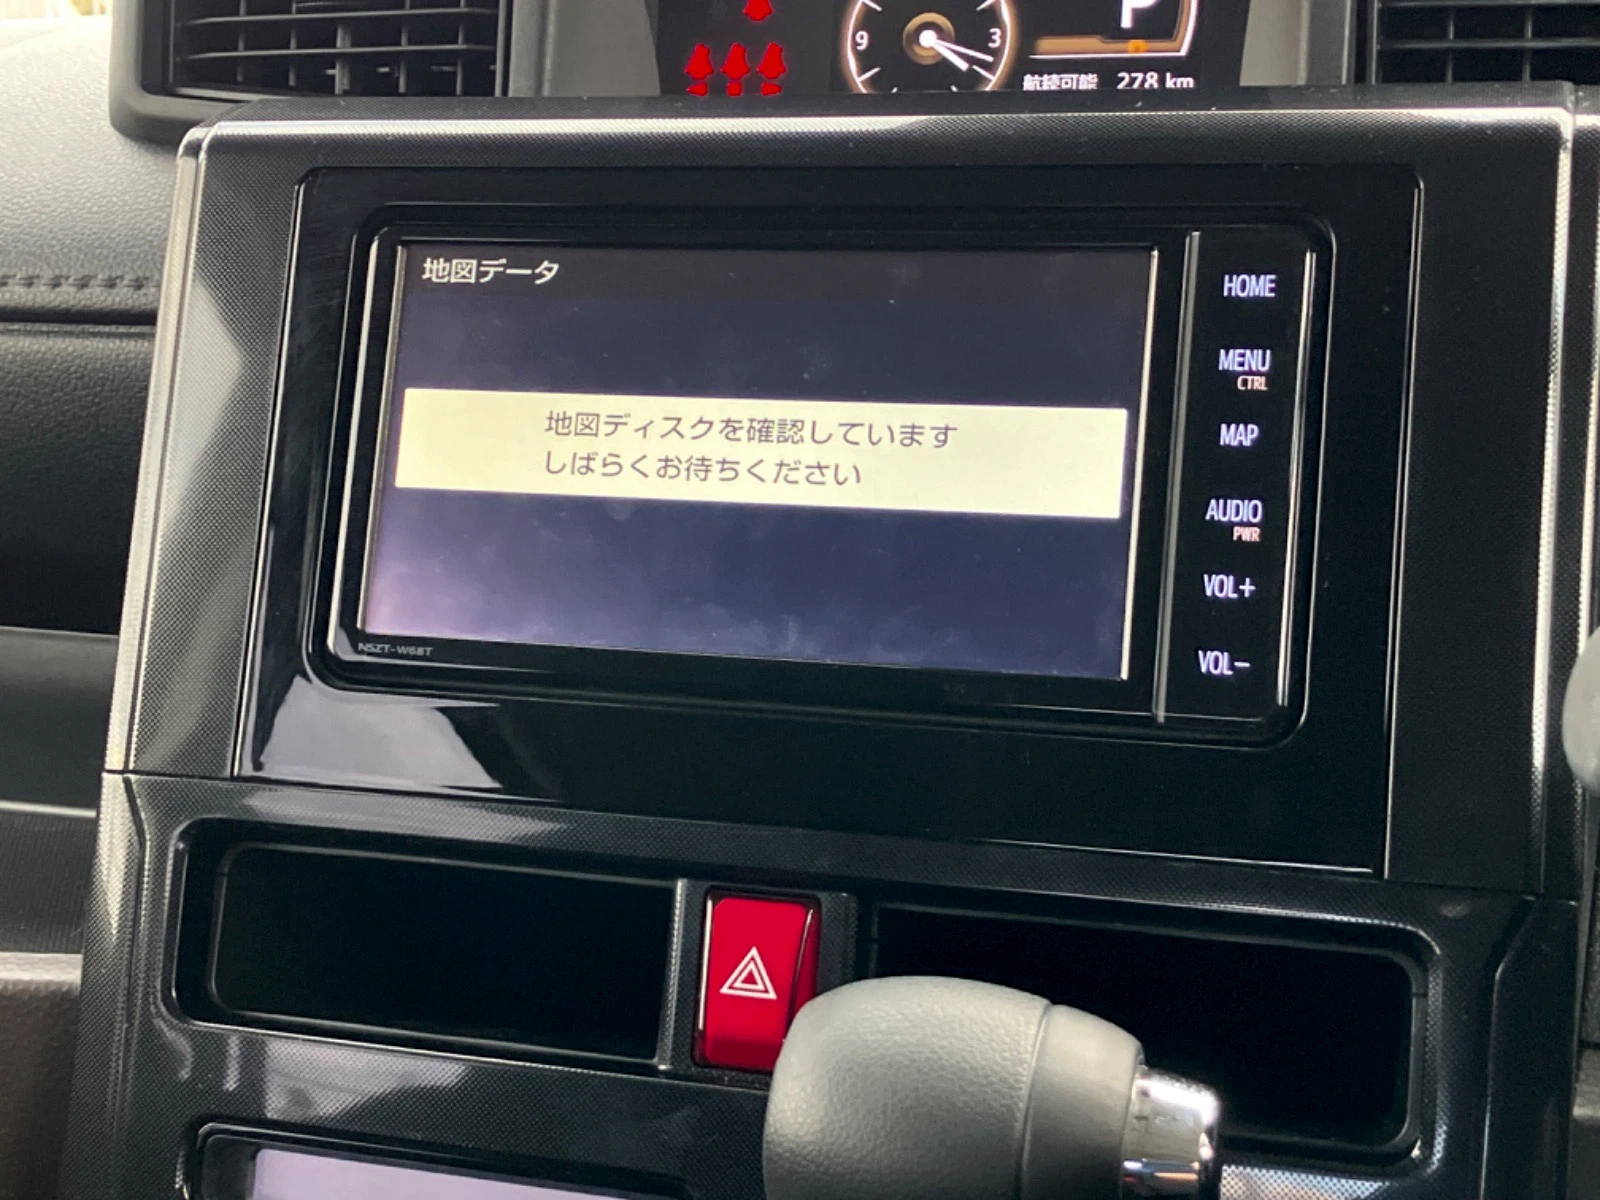 P
9
3
航続可能 278 km
地図データ
地図ディスクを確認しています
しばらくお待ちください
HOME
MENU
CTRL
MAP
AUDIO
PWR
VOL+
VOL-
NSZT-W68T